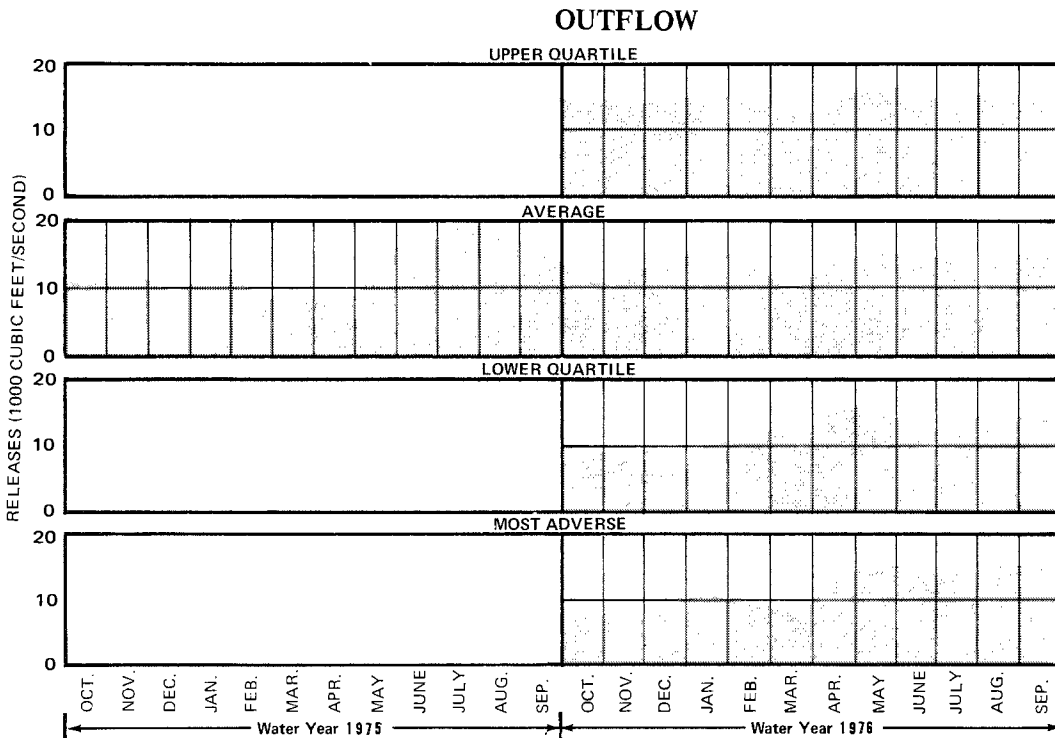 OUTFLOW
UPPER QUARTILE
20
10
0
AVERAGE
20
10
0
LOWER QUARTILE
20
10
0
MOST ADVERSE
20
10
0
RELEASES (1000 CUBIC FEET/SECOND)
OCT. NOV. DEC. JAN. FEB. MAR. APR. MAY JUNE JULY AUG. SEP. OCT. NOV. DEC. JAN. FEB. MAR. APR. MAY JUNE JULY AUG. SEP.
Water Year 1975 Water Year 1976